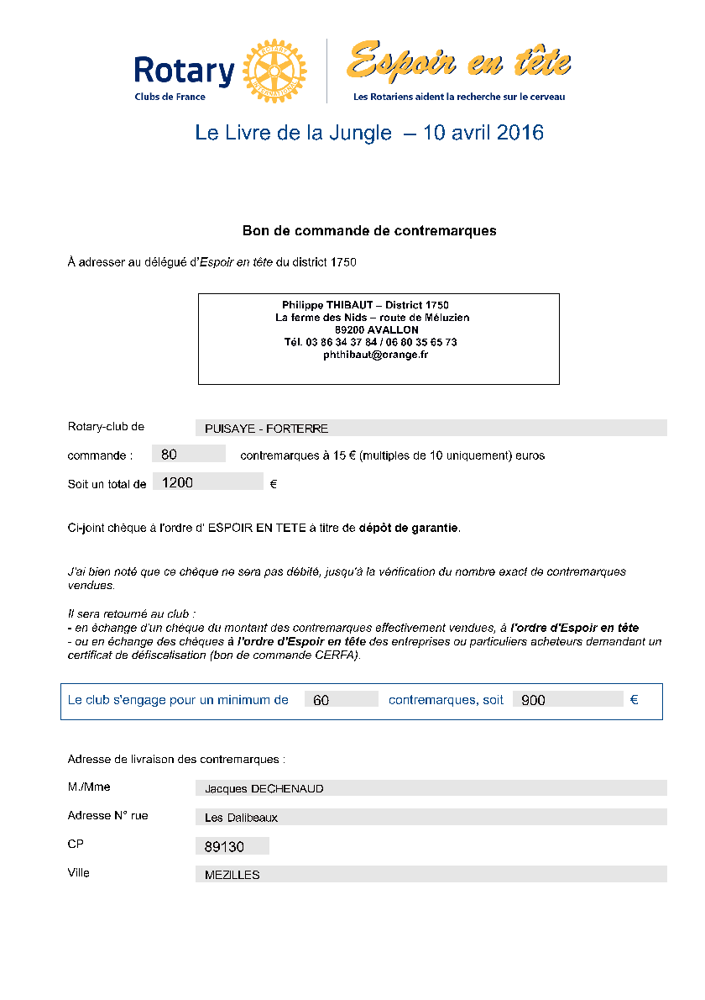 Rotary
Clubs de France
ROTARY
INTERNATIONAL
Espoir en tête
Les Rotariens aident la recherche sur le cerveau
Le Livre de la Jungle – 10 avril 2016
Bon de commande de contremarques
À adresser au délégué d'Espoir en tête du district 1750
Philippe THIBAUT – District 1750
La ferme des Nids – route de Méluzien
89200 AVALLON
Tél. 03 86 34 37 84 / 06 80 35 65 73
phthibaut@orange.fr
Rotary-club de PUISAYE - FORTERRE
commande : 80 contremarques à 15 € (multiples de 10 uniquement) euros
Soit un total de 1200 €
Ci-joint chèque à l'ordre d' ESPOIR EN TETE à titre de dépôt de garantie.
J'ai bien noté que ce chèque ne sera pas débité, jusqu'à la vérification du nombre exact de contremarques
vendues.
Il sera retourné au club :
- en échange d'un chèque du montant des contremarques effectivement vendues, à l'ordre d'Espoir en tête
- ou en échange des chèques à l'ordre d'Espoir en tête des entreprises ou particuliers acheteurs demandant un
certificat de défiscalisation (bon de commande CERFA).
Le club s'engage pour un minimum de 60 contremarques, soit 900 €
Adresse de livraison des contremarques :
M./Mme Jacques DECHENAUD
Adresse N° rue Les Dalibeaux
CP 89130
Ville MEZILLES